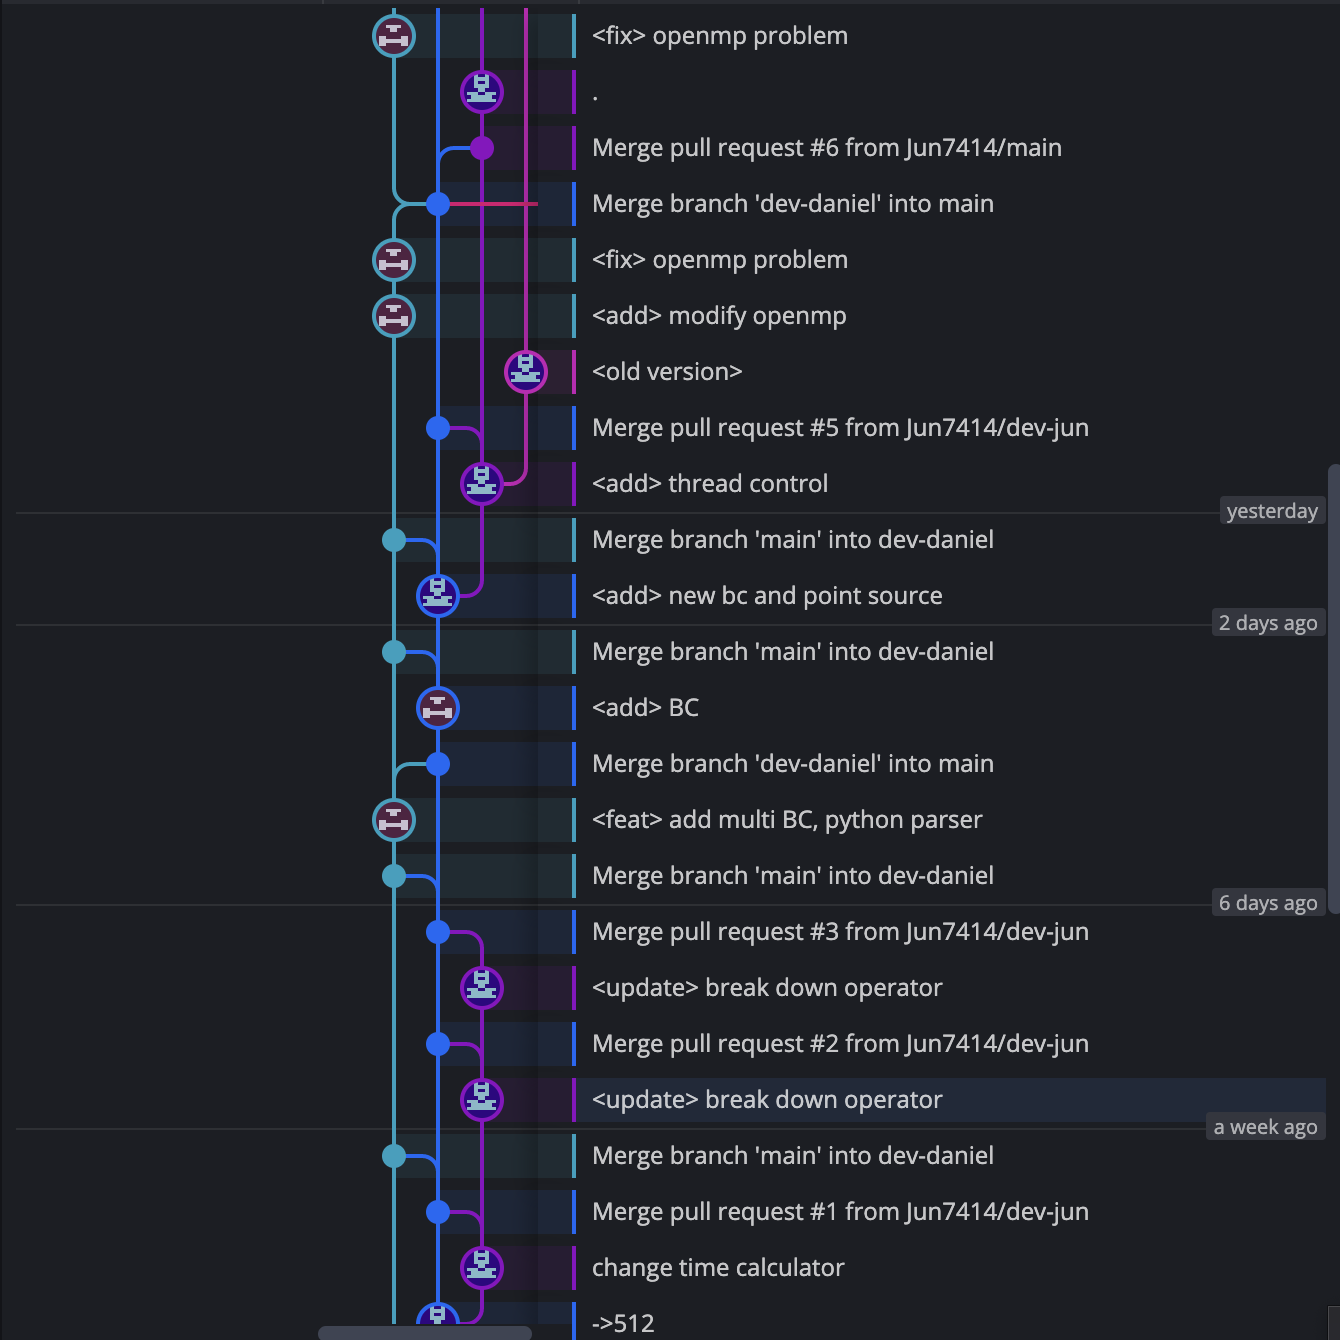 <fix> openmp problem
.
Merge pull request #6 from Jun7414/main
Merge branch 'dev-daniel' into main
<fix> openmp problem
<add> modify openmp
<old version>
Merge pull request #5 from Jun7414/dev-jun
<add> thread control
yesterday
Merge branch 'main' into dev-daniel
<add> new bc and point source
2 days ago
Merge branch 'main' into dev-daniel
<add> BC
Merge branch 'dev-daniel' into main
<feat> add multi BC, python parser
Merge branch 'main' into dev-daniel
6 days ago
Merge pull request #3 from Jun7414/dev-jun
<update> break down operator
Merge pull request #2 from Jun7414/dev-jun
<update> break down operator
a week ago
Merge branch 'main' into dev-daniel
Merge pull request #1 from Jun7414/dev-jun
change time calculator
->512